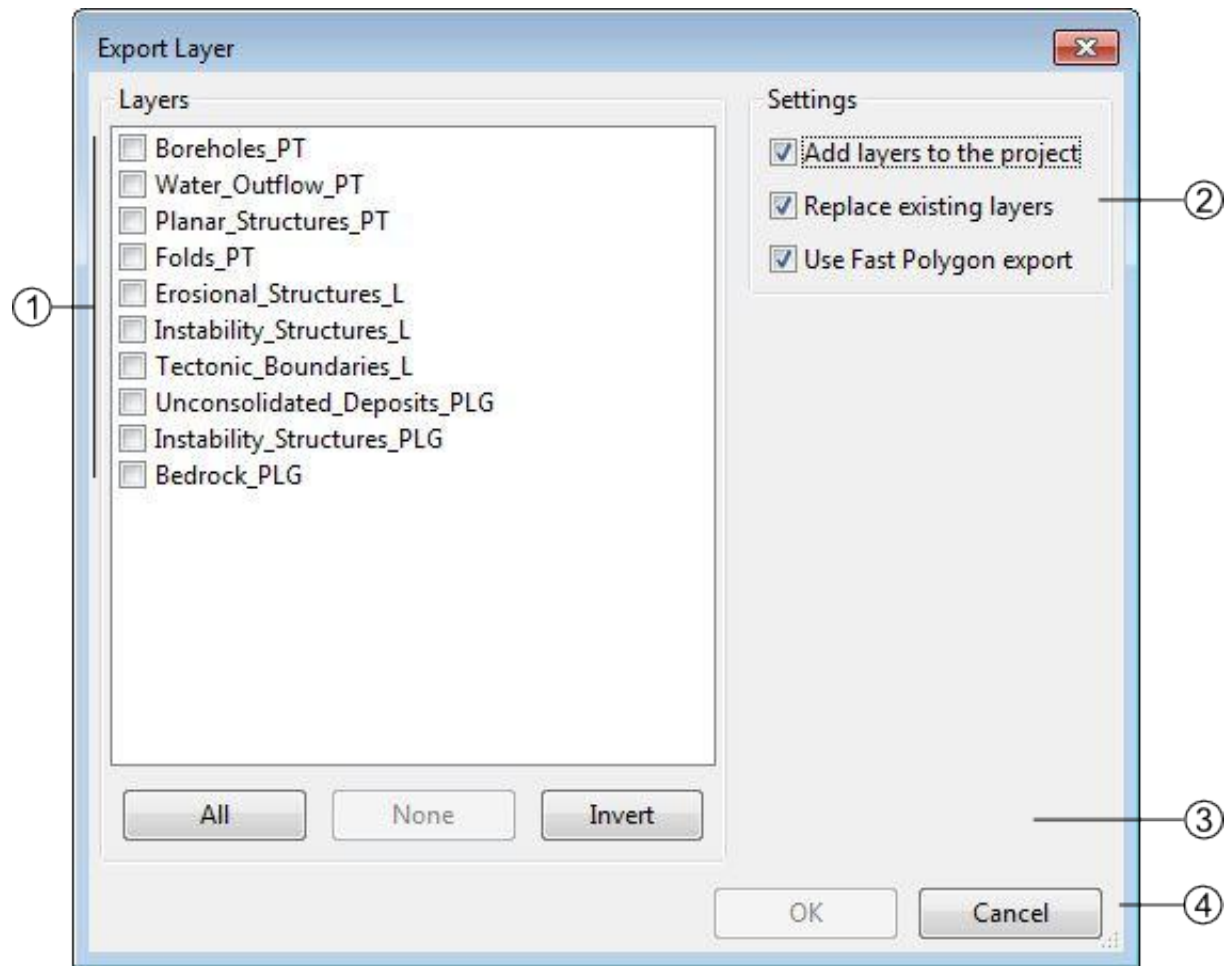 Export Layer
Layers
Boreholes_PT
Water_Outflow_PT
Planar_Structures_PT
Folds_PT
Erosional_Structures_L
Instability_Structures_L
Tectonic_Boundaries_L
Unconsolidated_Deposits_PLG
Instability_Structures_PLG
Bedrock_PLG
All
None
Invert
Settings
Add layers to the project
Replace existing layers
Use Fast Polygon export
OK
Cancel
1
2
3
4